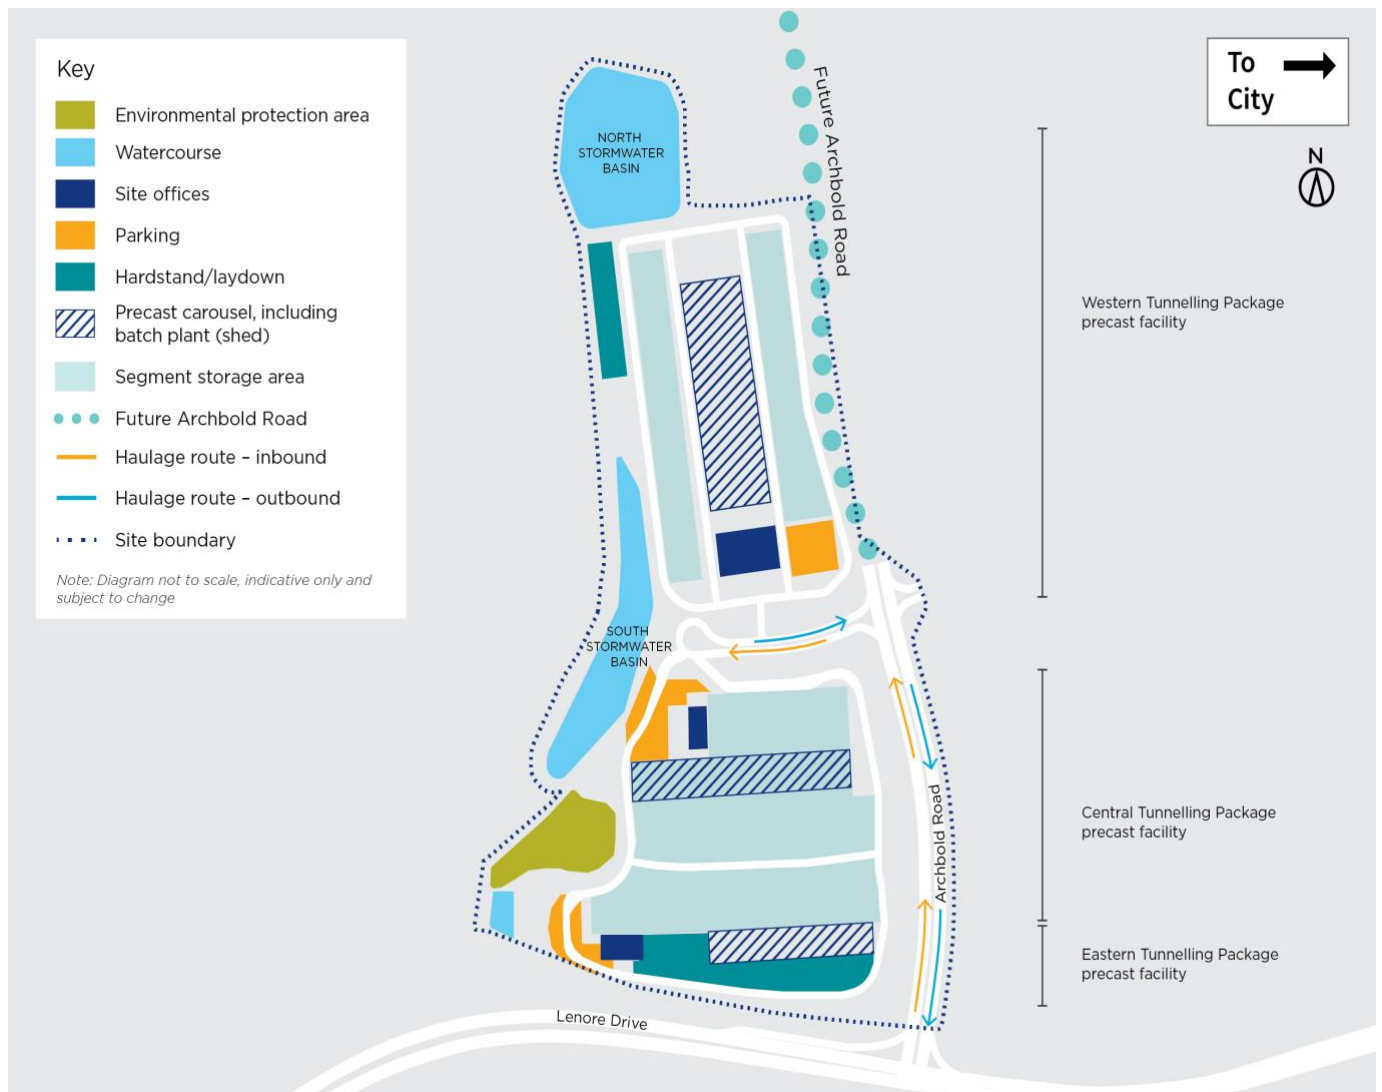 Key
Environmental protection area
Watercourse
Site offices
Parking
Hardstand/laydown
Precast carousel, including
batch plant (shed)
Segment storage area
Future Archbold Road
Haulage route – inbound
Haulage route – outbound
Site boundary
Note: Diagram not to scale, indicative only and
subject to change
To
City
N
NORTH
STORMWATER
BASIN
Future Archbold Road
Western Tunnelling Package
precast facility
SOUTH
STORMWATER
BASIN
Archbold Road
Central Tunnelling Package
precast facility
Eastern Tunnelling Package
precast facility
Lenore Drive